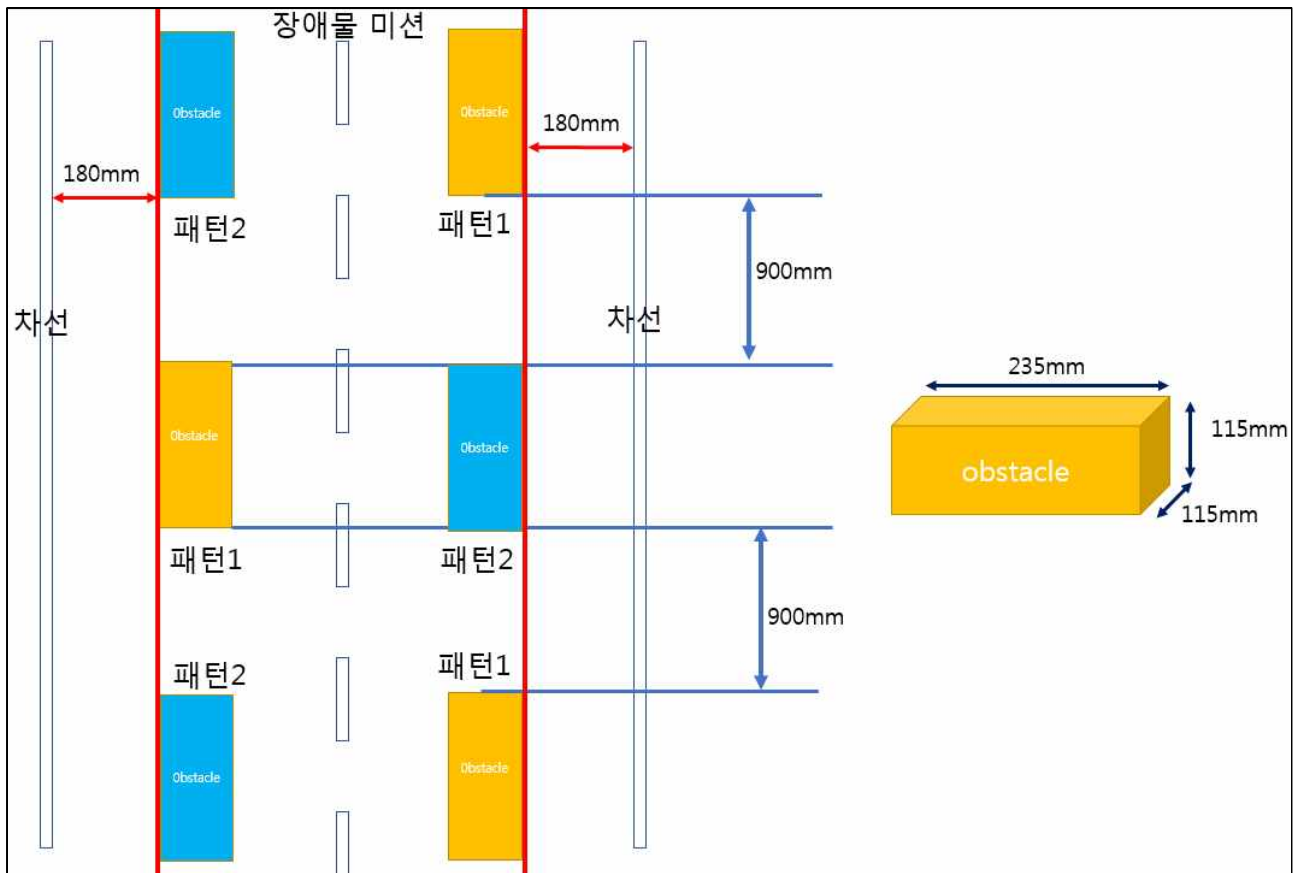 장애물 미션
Obstacle
Obstacle
180mm
180mm
패턴2
패턴1
900mm
차선
차선
235mm
Obstacle
Obstacle
115mm
obstacle
115mm
패턴1
패턴2
900mm
패턴2
패턴1
Obstacle
Obstacle